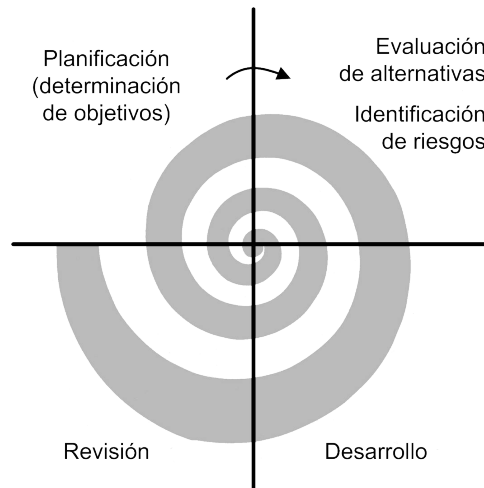 Planificación
(determinación
de objetivos)
Evaluación
de alternativas
Identificación
de riesgos
Revisión
Desarrollo